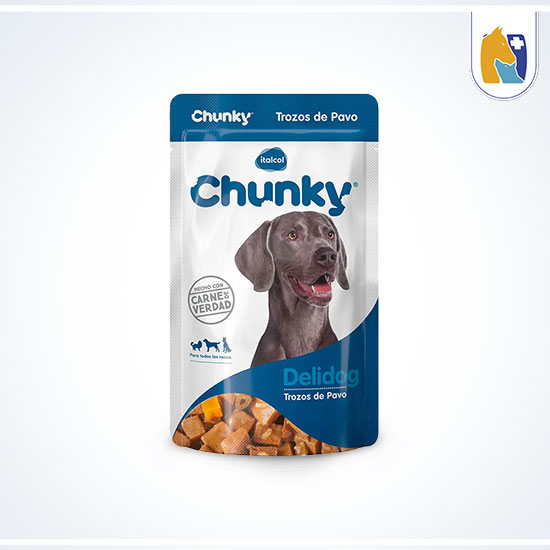 Chunky® Trozos de Pavo
italcol
Chunky®
HECHO CON
CARNE DE
VERDAD
Para todas las razas.
Delidog
Trozos de Pavo